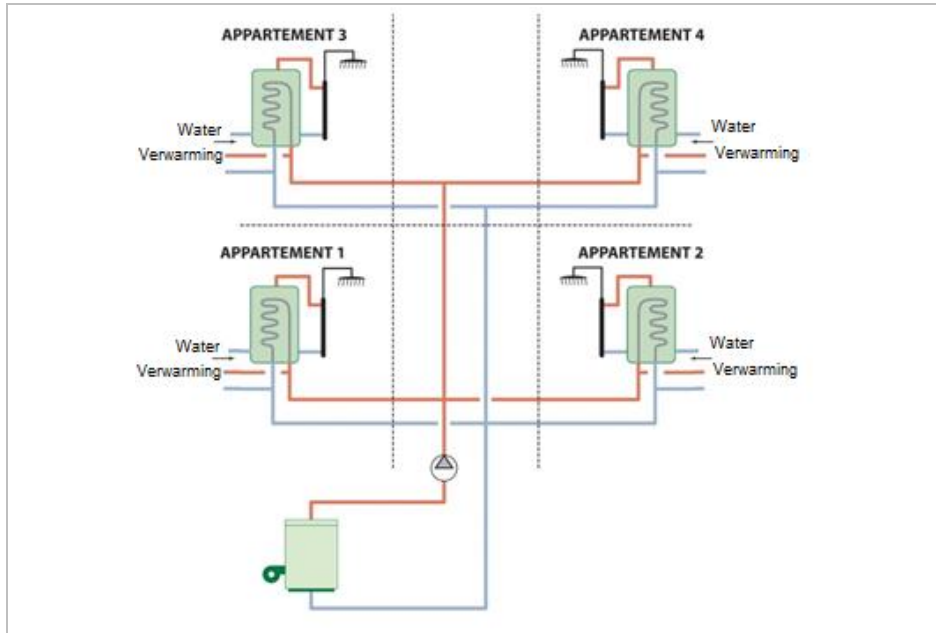 APPARTEMENT 3
APPARTEMENT 4
Water
Verwarming
Water
Verwarming
APPARTEMENT 1
APPARTEMENT 2
Water
Verwarming
Water
Verwarming